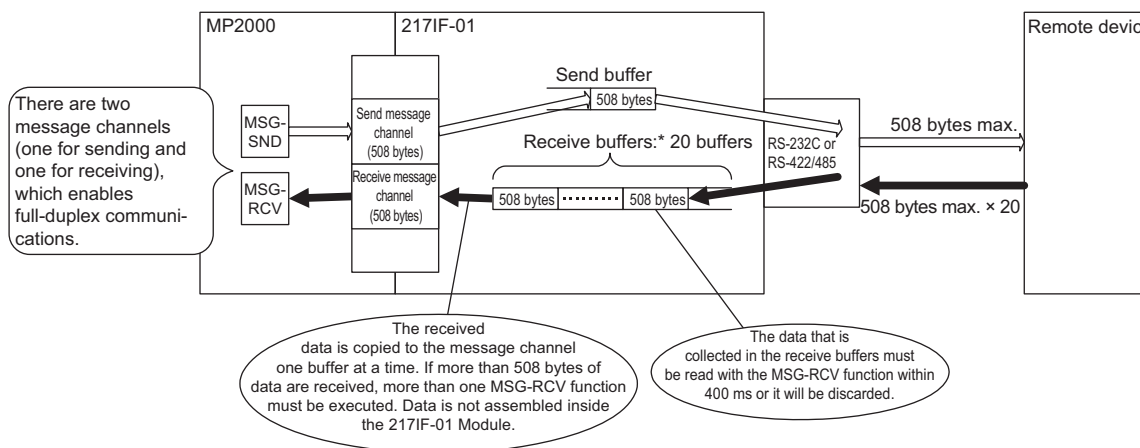 MP2000
217IF-01
Remote device
There are two
message channels
(one for sending and
one for receiving),
which enables
full-duplex communi-
cations.
MSG-
SND
MSG-
RCV
Send message
channel
(508 bytes)
Receive message
channel
(508 bytes)
Send buffer
508 bytes
Receive buffers:* 20 buffers
508 bytes
508 bytes
RS-232C or
RS-422/485
508 bytes max.
508 bytes max. × 20
The received
data is copied to the message channel
one buffer at a time. If more than 508 bytes of
data are received, more than one MSG-RCV function
must be executed. Data is not assembled inside
the 217IF-01 Module.
The data that is
collected in the receive buffers must
be read with the MSG-RCV function within
400 ms or it will be discarded.